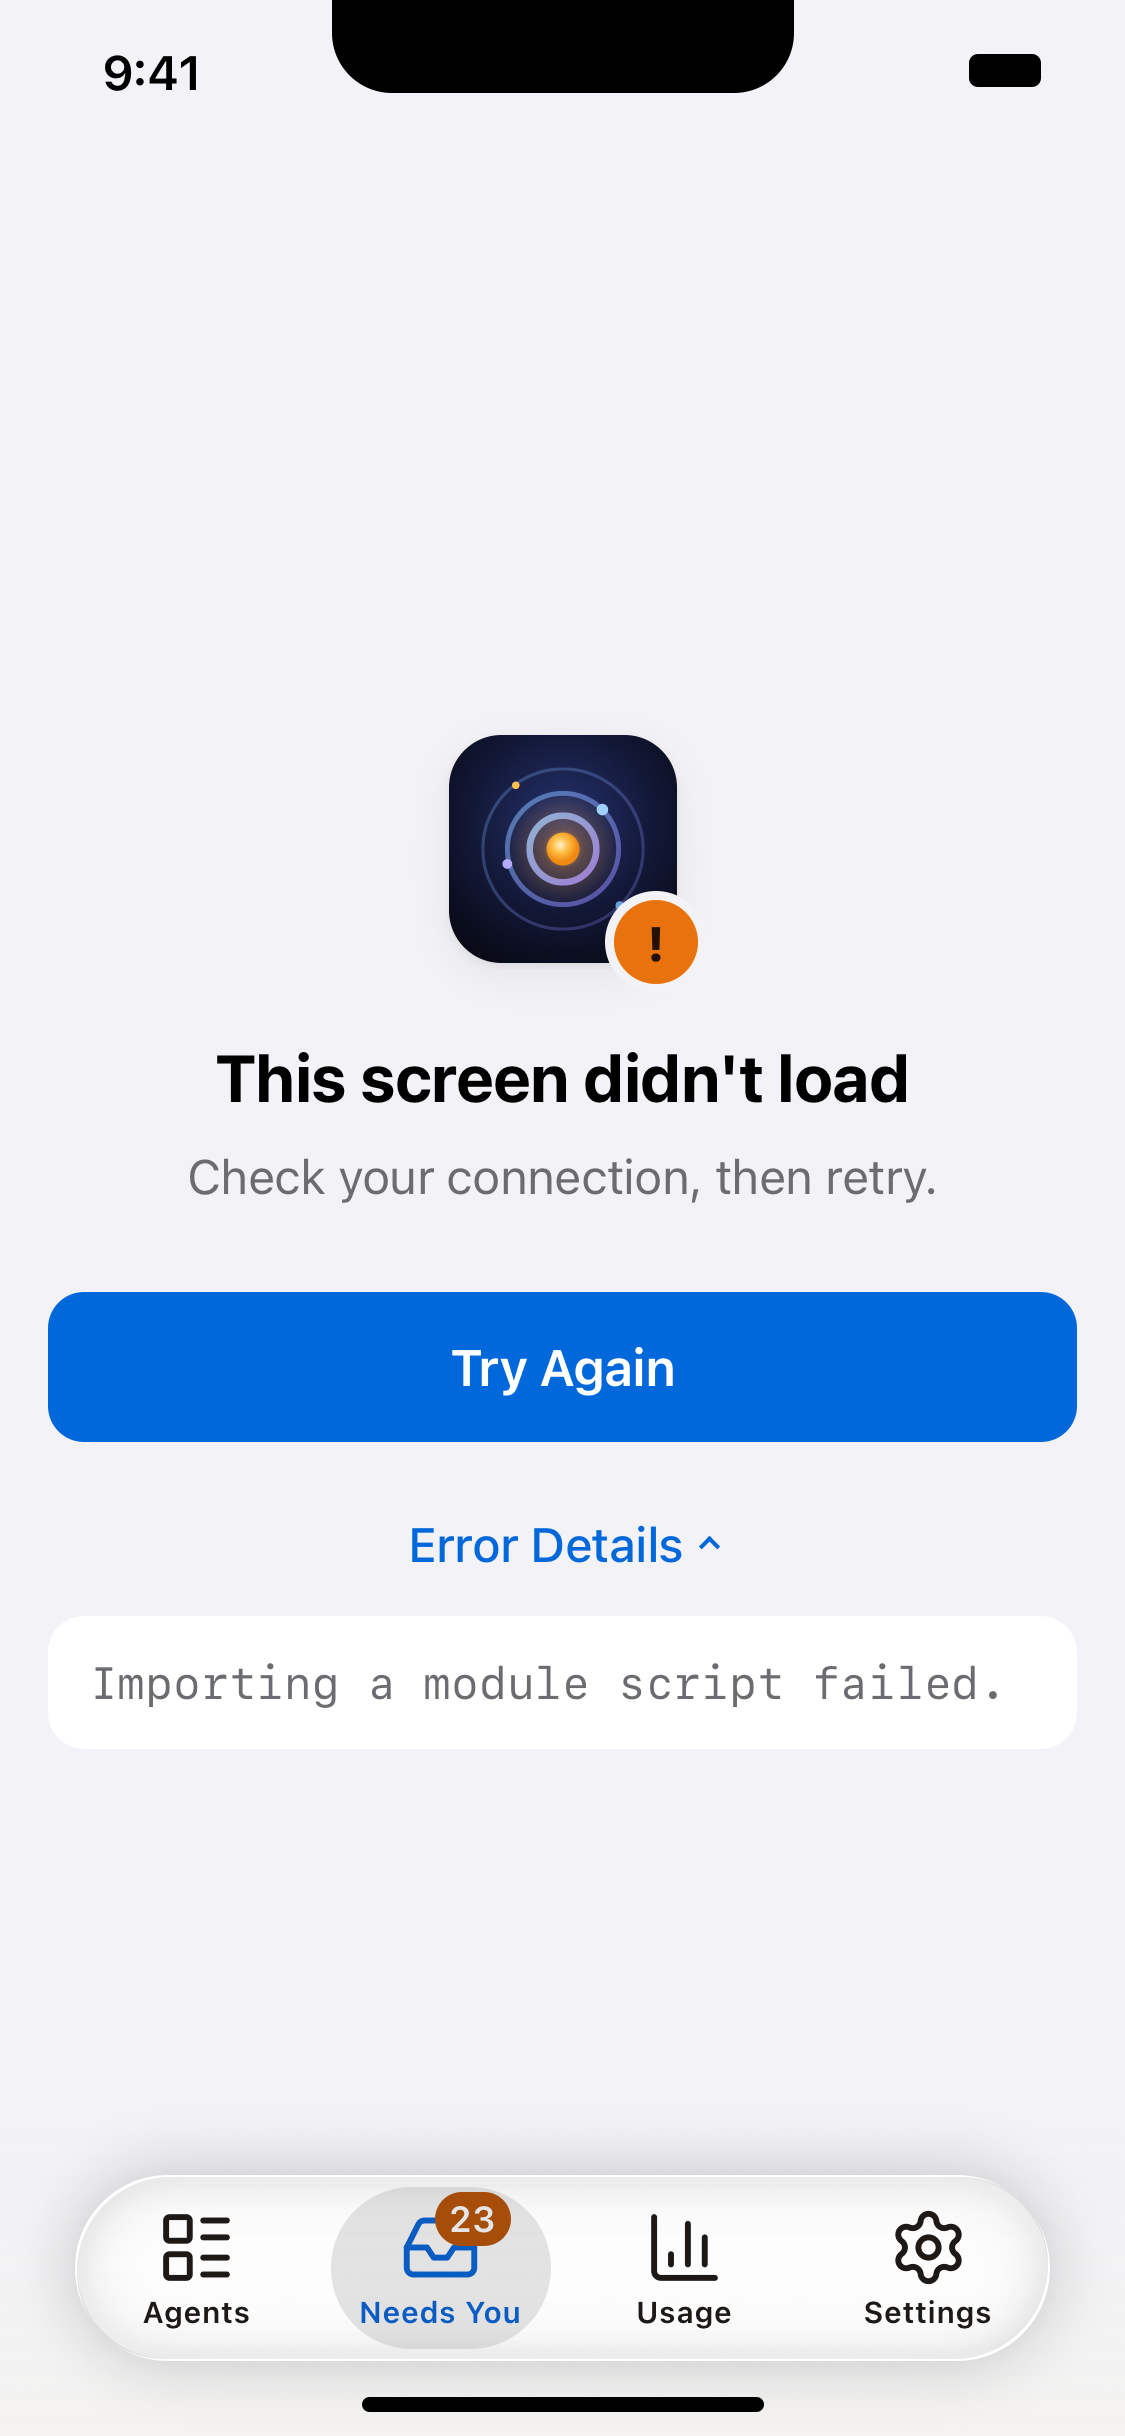 9:41
!
This screen didn't load
Check your connection, then retry.
Try Again
Error Details
Importing a module script failed.
23
Agents
Needs You
Usage
Settings